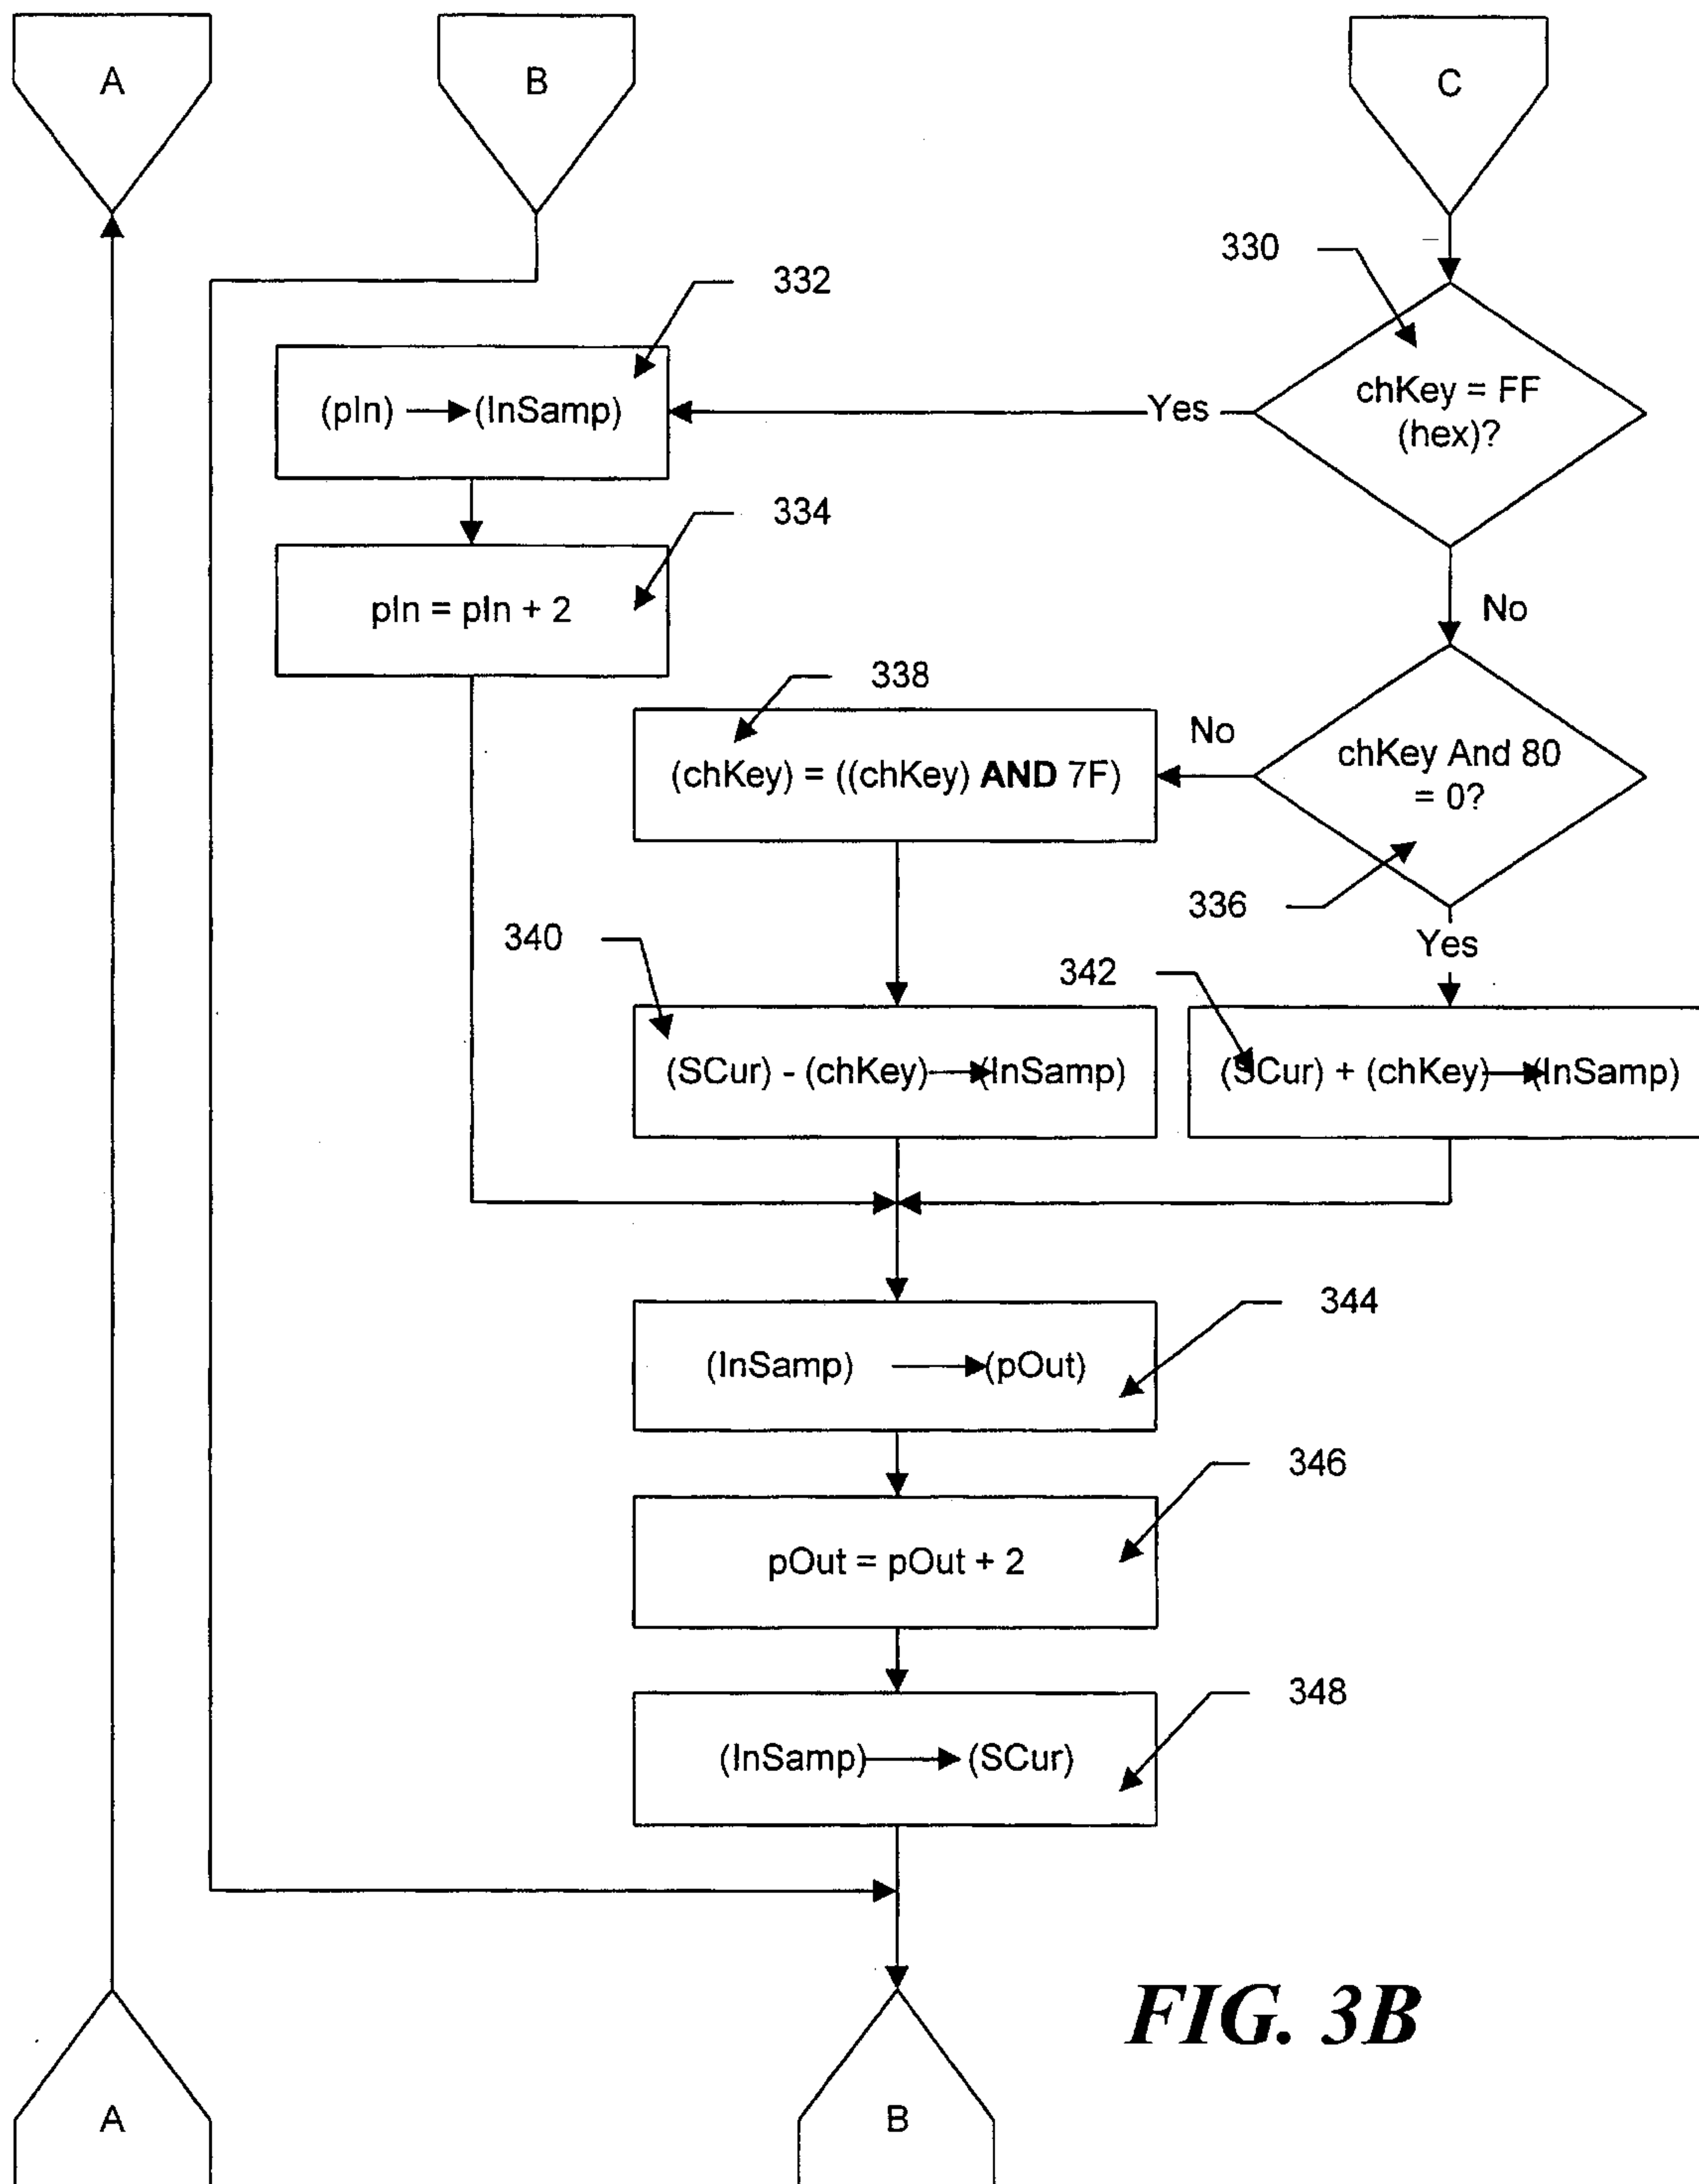 A
B
C
330
332
chKey = FF
(hex)?
Yes
(pIn) → (InSamp)
334
No
pIn = pIn + 2
338
No
chKey And 80
= 0?
(chKey) = ((chKey) AND 7F)
336
340
Yes
342
(SCur) - (chKey) → (InSamp)
(SCur) + (chKey) → (InSamp)
344
(InSamp) → (pOut)
346
pOut = pOut + 2
348
(InSamp) → (SCur)
FIG. 3B
A
B